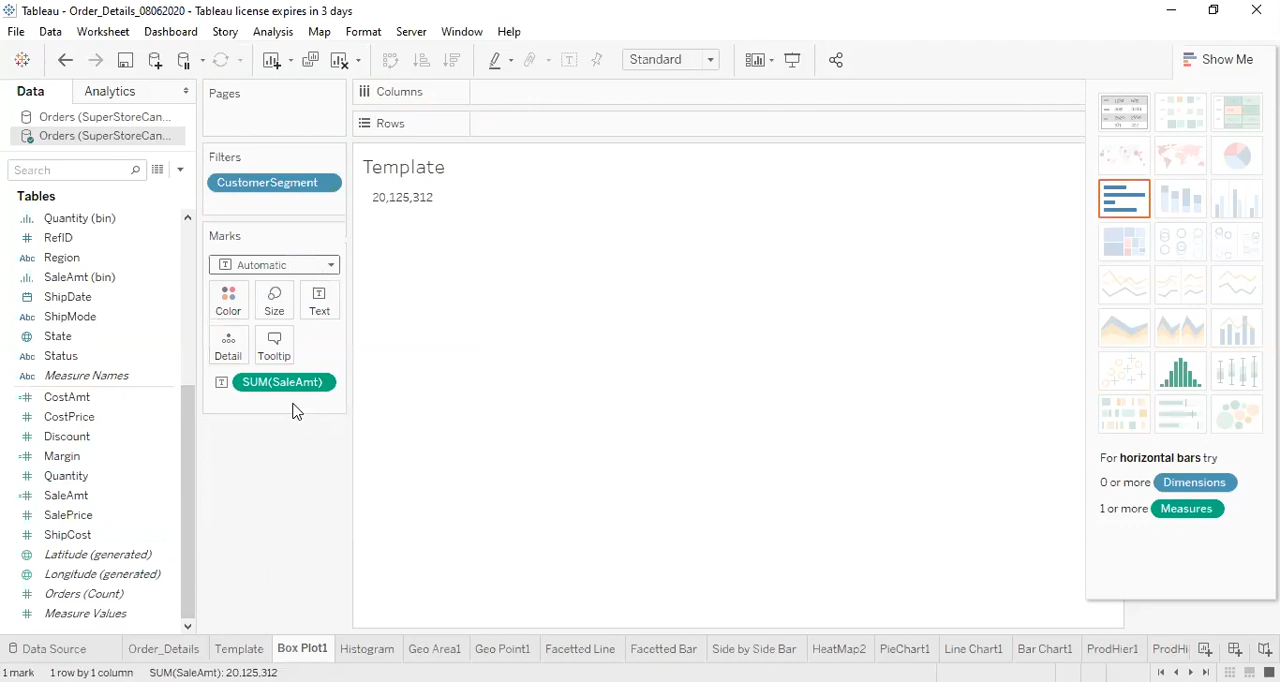 Tableau - Order_Details_08062020 - Tableau license expires in 3 days
File Data Worksheet Dashboard Story Analysis Map Format Server Window Help
Standard
Show Me
Data Analytics
Orders (SuperStoreCan...
Orders (SuperStoreCan...
Search
Tables
Quantity (bin)
# RefID
Abc Region
SaleAmt (bin)
ShipDate
Abc ShipMode
State
Abc Status
Abc Measure Names
=# CostAmt
# CostPrice
# Discount
=# Margin
# Quantity
=# SaleAmt
# SalePrice
# ShipCost
Latitude (generated)
Longitude (generated)
# Orders (Count)
# Measure Values
Pages
Filters
CustomerSegment
Marks
T Automatic
Color Size Text
Detail Tooltip
T SUM(SaleAmt)
Columns
Rows
Template
20,125,312
For horizontal bars try
0 or more Dimensions
1 or more Measures
Data Source Order_Details Template Box Plot1 Histogram Geo Area1 Geo Point1 Facetted Line Facetted Bar Side by Side Bar HeatMap2 PieChart1 Line Chart1 Bar Chart1 ProdHier1 ProdHi
1 mark 1 row by 1 column SUM(SaleAmt): 20,125,312